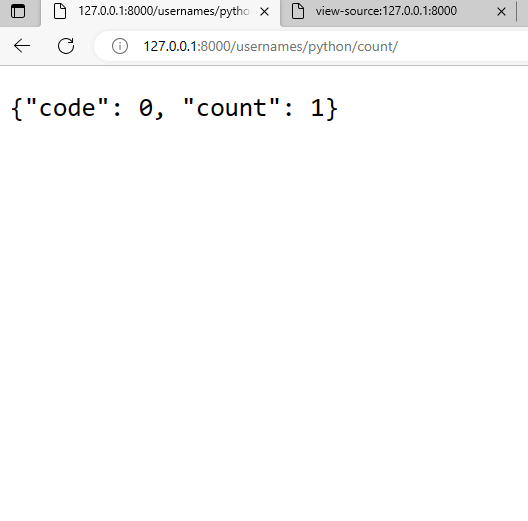 127.0.0.1:8000/usernames/pytho
view-source:127.0.0.1:8000
127.0.0.1:8000/usernames/python/count/
{"code": 0, "count": 1}